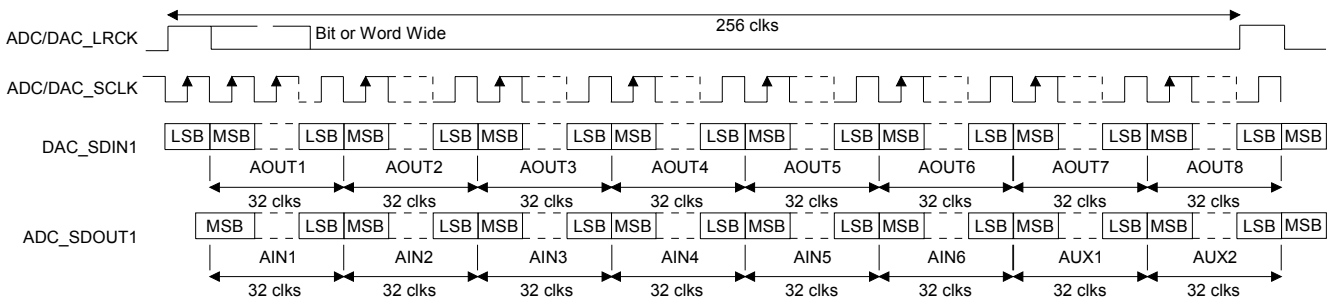 256 clks
ADC/DAC_LRCK
Bit or Word Wide
ADC/DAC_SCLK
DAC_SDIN1
LSB MSB LSB MSB LSB MSB LSB MSB LSB MSB LSB MSB LSB MSB LSB MSB LSB MSB
AOUT1 AOUT2 AOUT3 AOUT4 AOUT5 AOUT6 AOUT7 AOUT8
32 clks 32 clks 32 clks 32 clks 32 clks 32 clks 32 clks 32 clks
ADC_SDOUT1
MSB LSB MSB LSB MSB LSB MSB LSB MSB LSB MSB LSB MSB LSB MSB LSB MSB
AIN1 AIN2 AIN3 AIN4 AIN5 AIN6 AUX1 AUX2
32 clks 32 clks 32 clks 32 clks 32 clks 32 clks 32 clks 32 clks